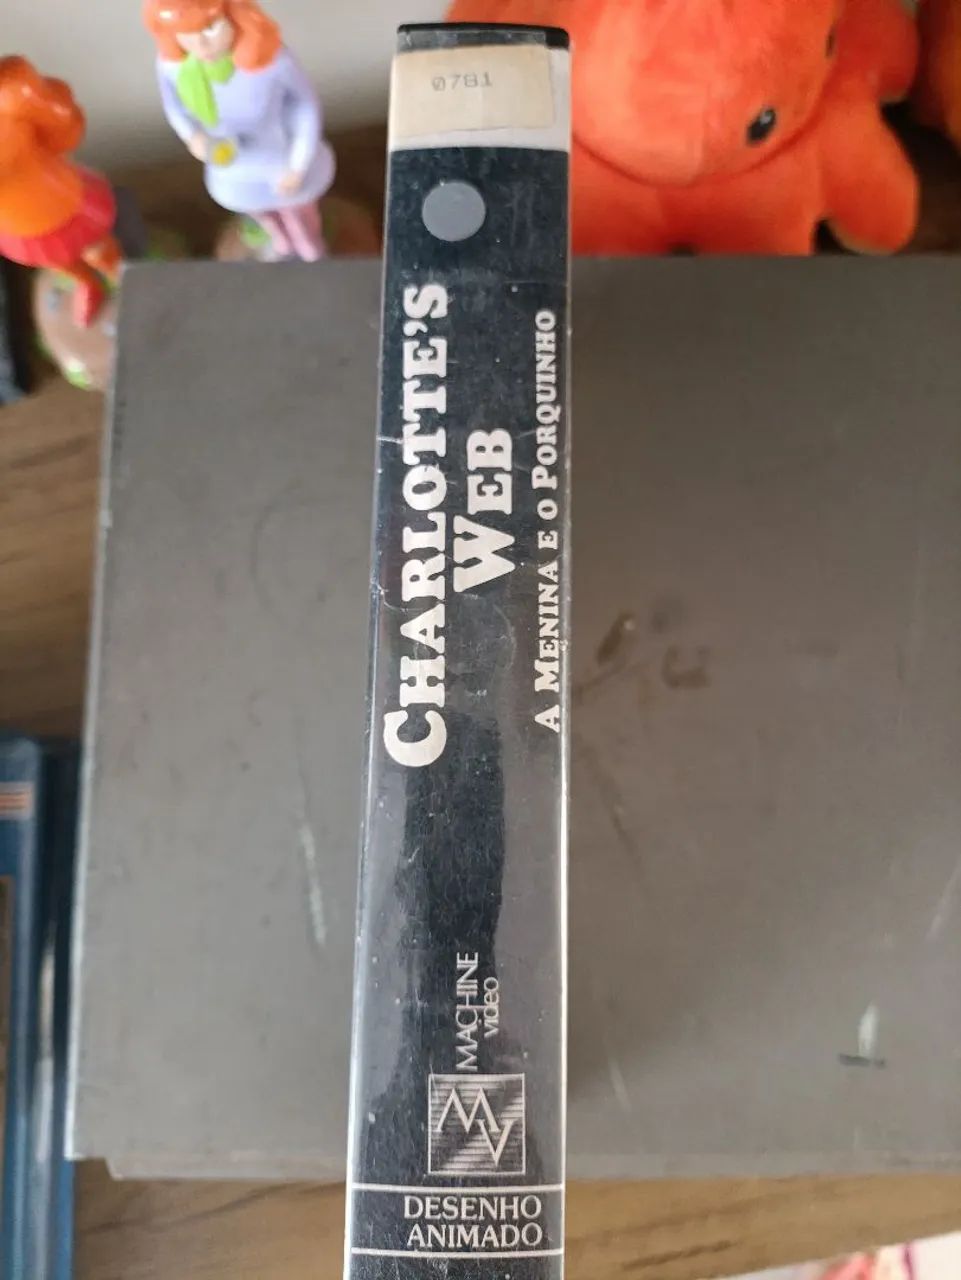 0781
CHARLOTTE'S
WEB
A MENINA E O PORQUINHO
MACHINE
video
MV
DESENHO
ANIMADO